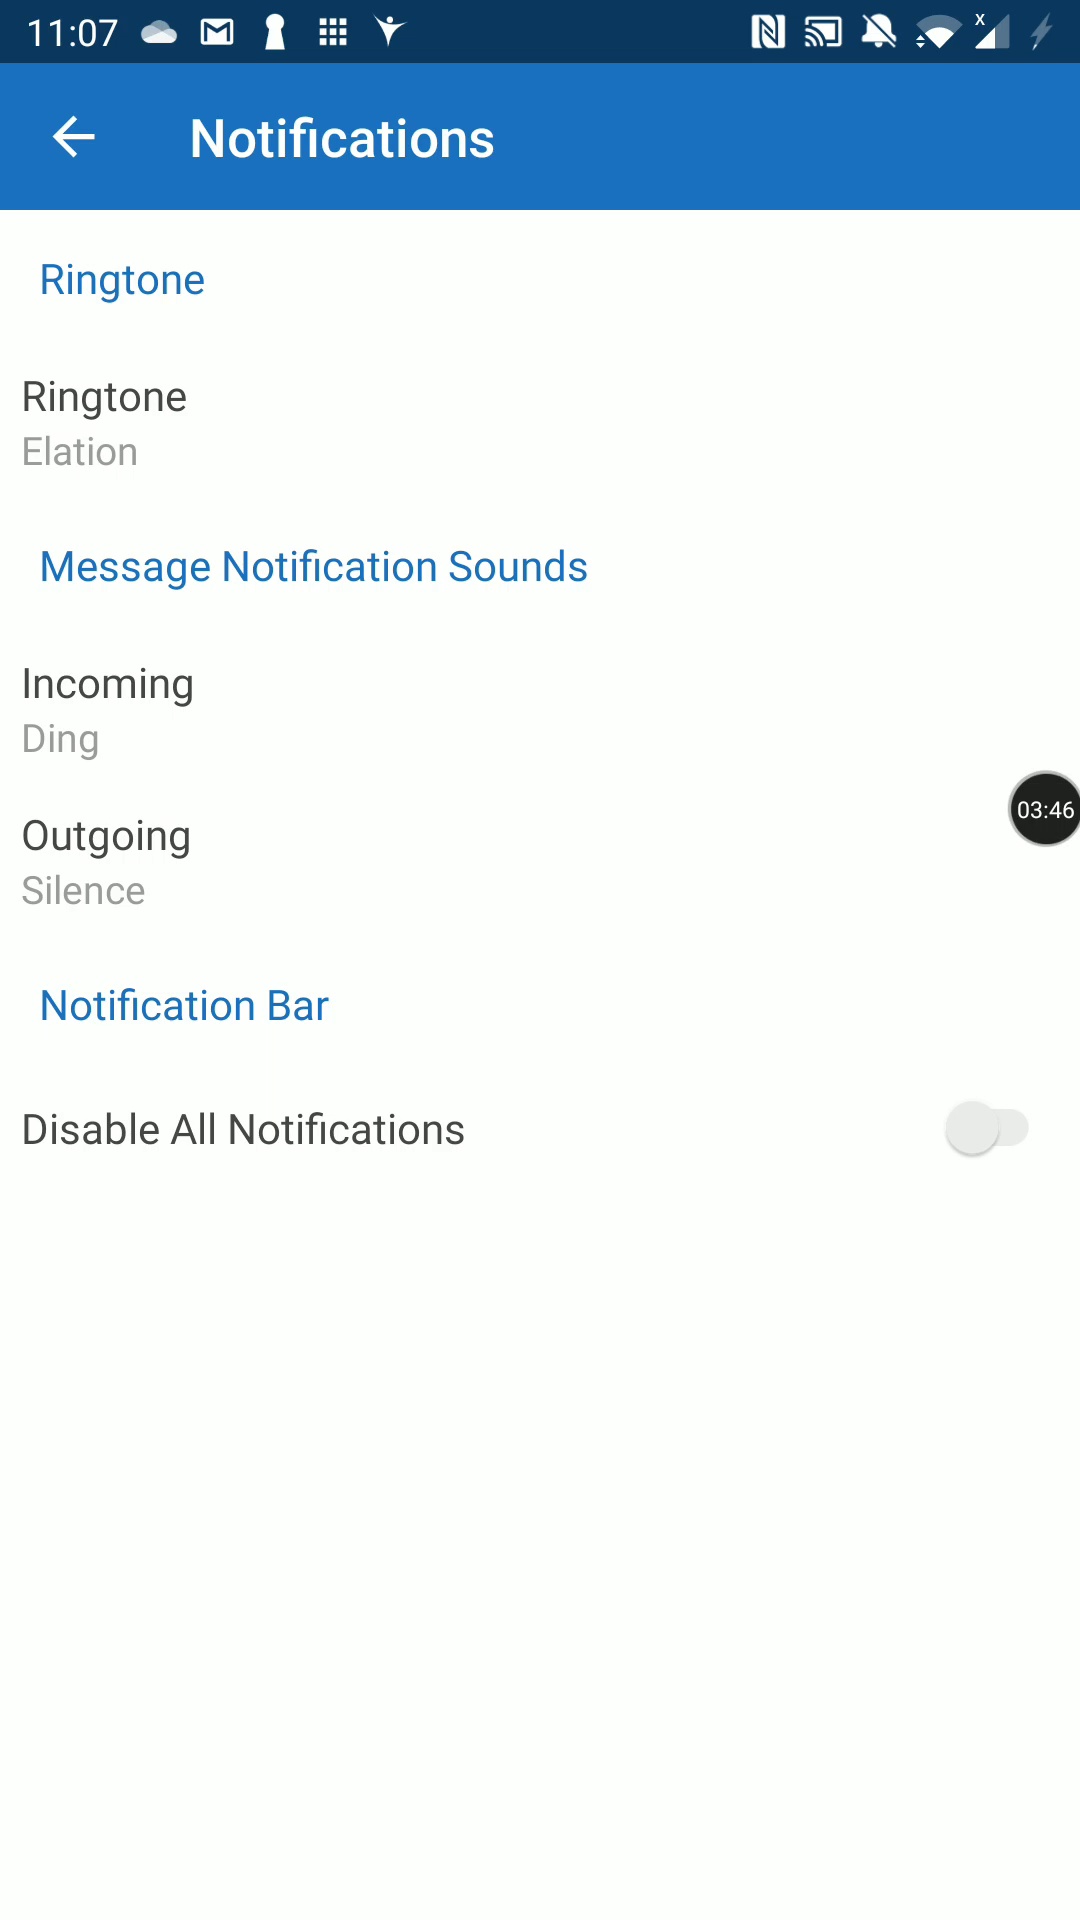 11:07
Notifications
Ringtone
Ringtone
Elation
Message Notification Sounds
Incoming
Ding
03:46
Outgoing
Silence
Notification Bar
Disable All Notifications